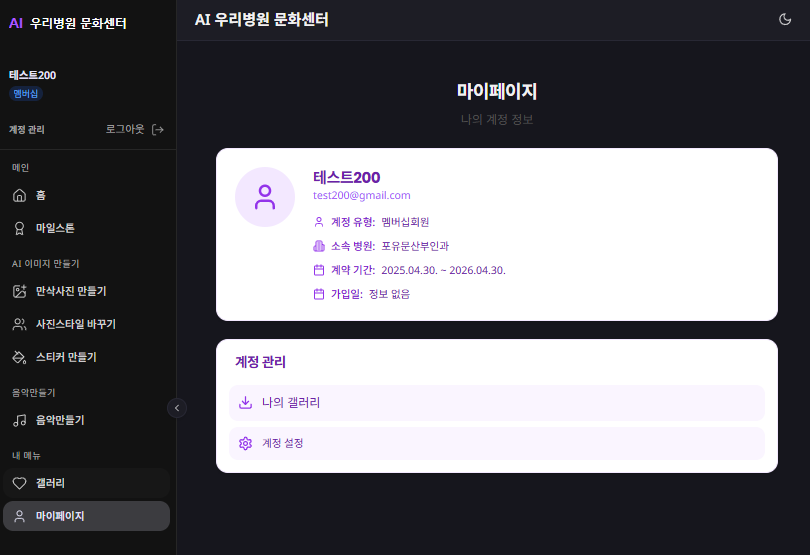 AI 우리병원 문화센터
테스트200
멤버십
계정 관리
로그아웃
메인
홈
마일스톤
AI 이미지 만들기
만삭사진 만들기
사진스타일 바꾸기
스티커 만들기
음악만들기
음악만들기
내 메뉴
갤러리
마이페이지
AI 우리병원 문화센터
마이페이지
나의 계정 정보
테스트200
test200@gmail.com
계정 유형: 멤버십회원
소속 병원: 포유문산부인과
계약 기간: 2025.04.30. ~ 2026.04.30.
가입일: 정보 없음
계정 관리
나의 갤러리
계정 설정